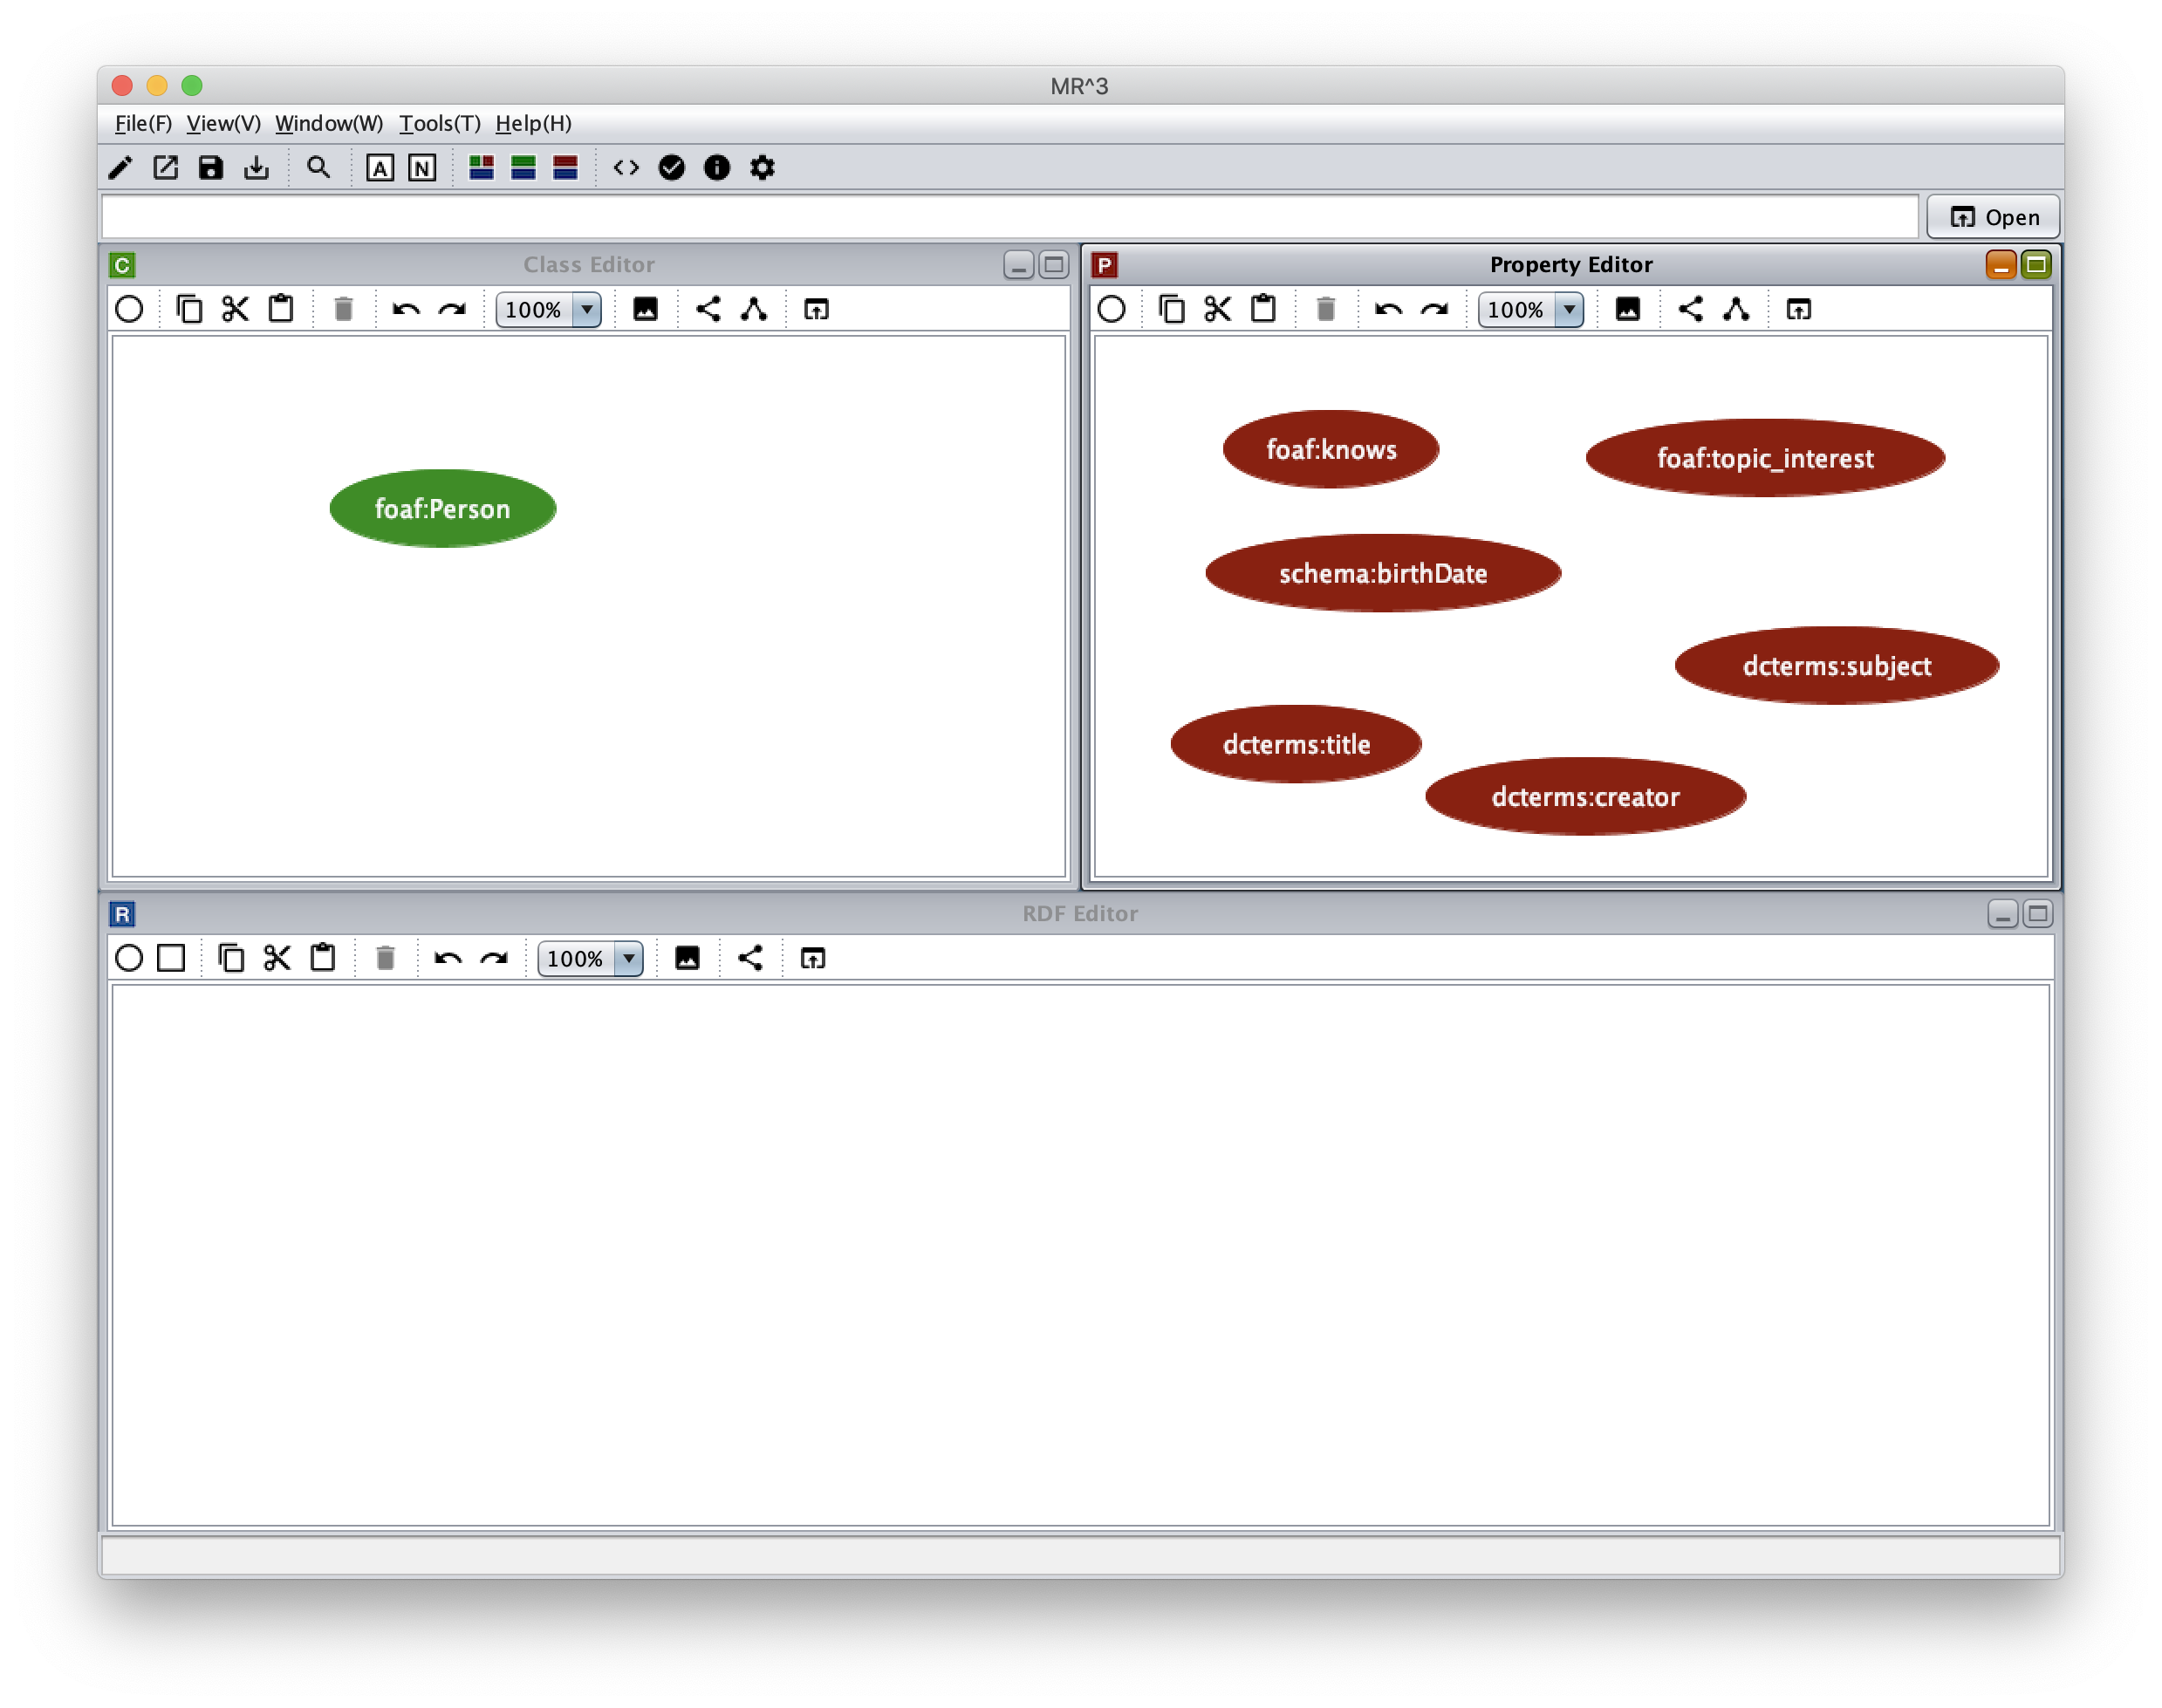 MR^3
File(F) View(V) Window(W) Tools(T) Help(H)
A N
Open
C Class Editor
P Property Editor
100%
100%
foaf:Person
foaf:knows
foaf:topic_interest
schema:birthDate
dcterms:subject
dcterms:title
dcterms:creator
R RDF Editor
100%